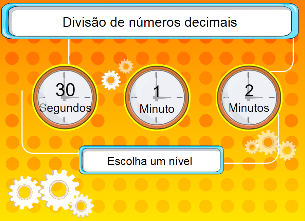 Divisão de números decimais
30
Segundos
1
Minuto
2
Minutos
Escolha um nível